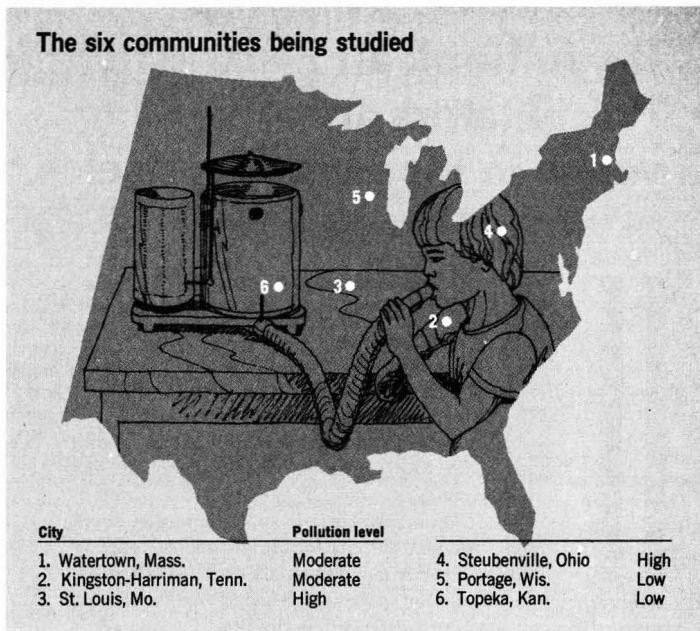 The six communities being studied
1
5
4
6
3
2
City Pollution level
1. Watertown, Mass. Moderate
2. Kingston-Harriman, Tenn. Moderate
3. St. Louis, Mo. High
4. Steubenville, Ohio High
5. Portage, Wis. Low
6. Topeka, Kan. Low